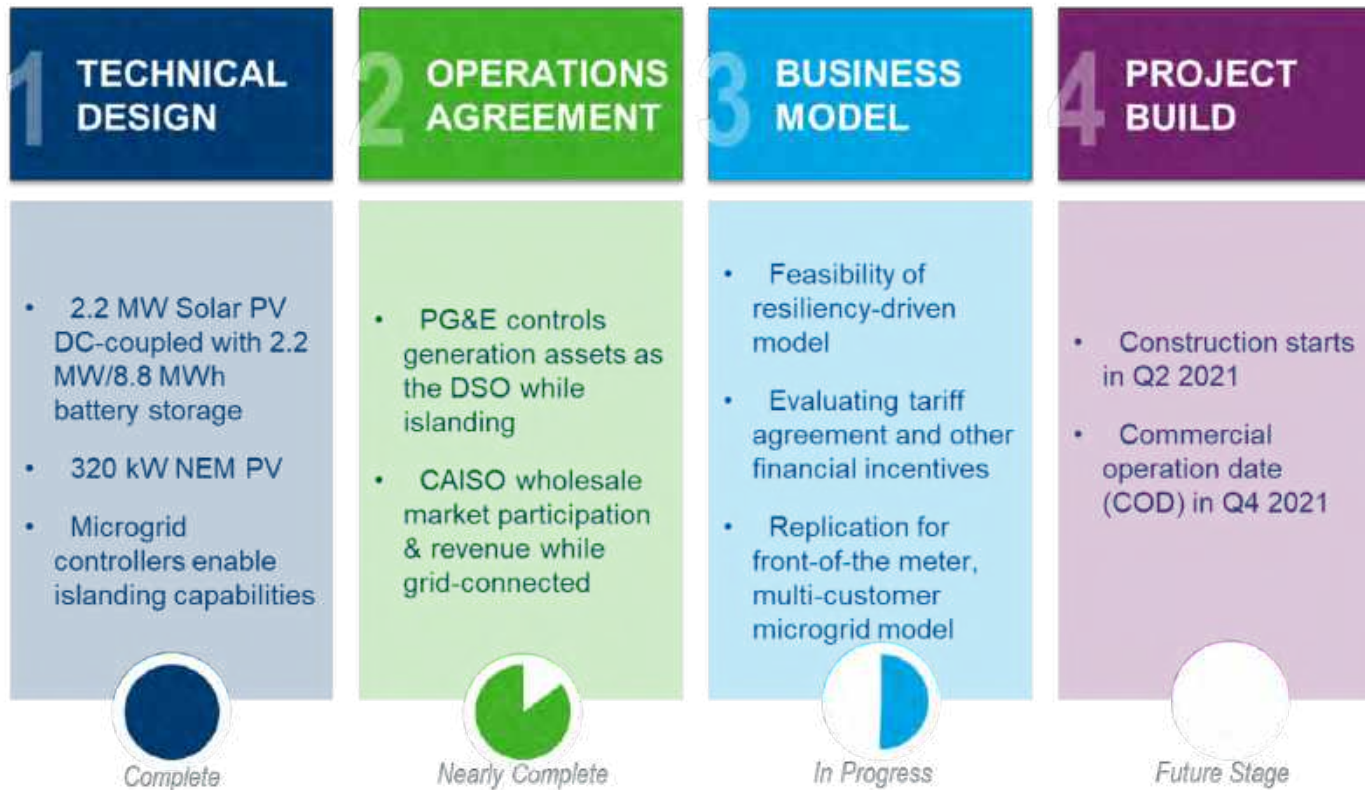 1 TECHNICAL
DESIGN
• 2.2 MW Solar PV
DC-coupled with 2.2
MW/8.8 MWh
battery storage
• 320 kW NEM PV
• Microgrid
controllers enable
islanding capabilities
Complete
2 OPERATIONS
AGREEMENT
• PG&E controls
generation assets as
the DSO while
islanding
• CAISO wholesale
market participation
& revenue while
grid-connected
Nearly Complete
3 BUSINESS
MODEL
• Feasibility of
resiliency-driven
model
• Evaluating tariff
agreement and other
financial incentives
• Replication for
front-of-the meter,
multi-customer
microgrid model
In Progress
4 PROJECT
BUILD
• Construction starts
in Q2 2021
• Commercial
operation date
(COD) in Q4 2021
Future Stage